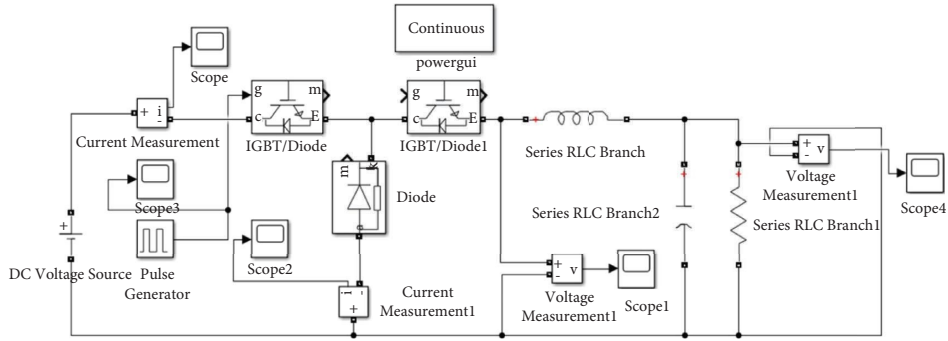 Continuous
powergui
Scope
g
m
c
E
IGBT/Diode
g
m
c
E
IGBT/Diode1
+ i
-
Current Measurement
Series RLC Branch
+
- v
Voltage
Measurement1
Scope4
Scope3
m
k
a
Diode
Series RLC Branch2
Series RLC Branch1
DC Voltage Source
Pulse
Generator
Scope2
i -
+
Current
Measurement1
+
- v
Voltage
Measurement1
Scope1